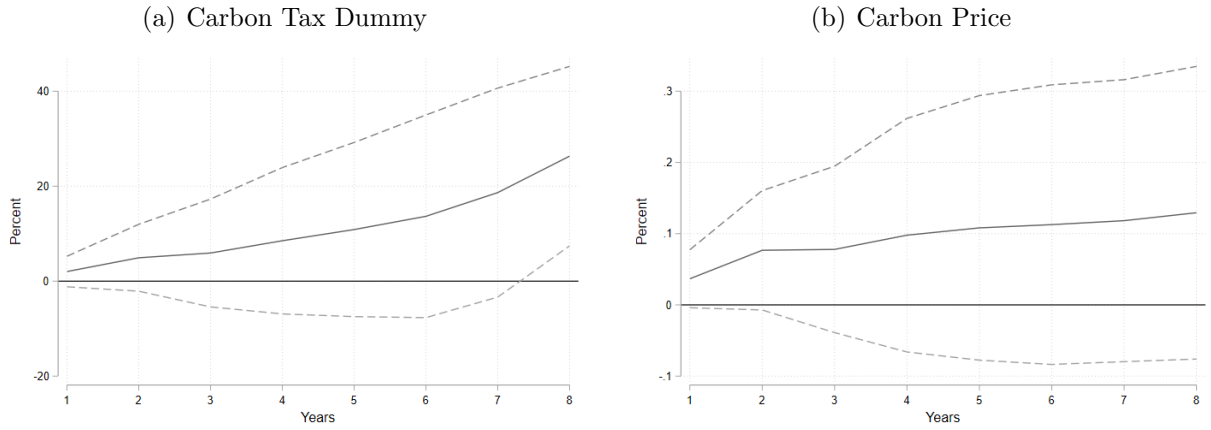 (a) Carbon Tax Dummy
40
20
0
-20
Percent
1 2 3 4 5 6 7 8
Years
(b) Carbon Price
.3
.2
.1
0
-.1
Percent
1 2 3 4 5 6 7 8
Years